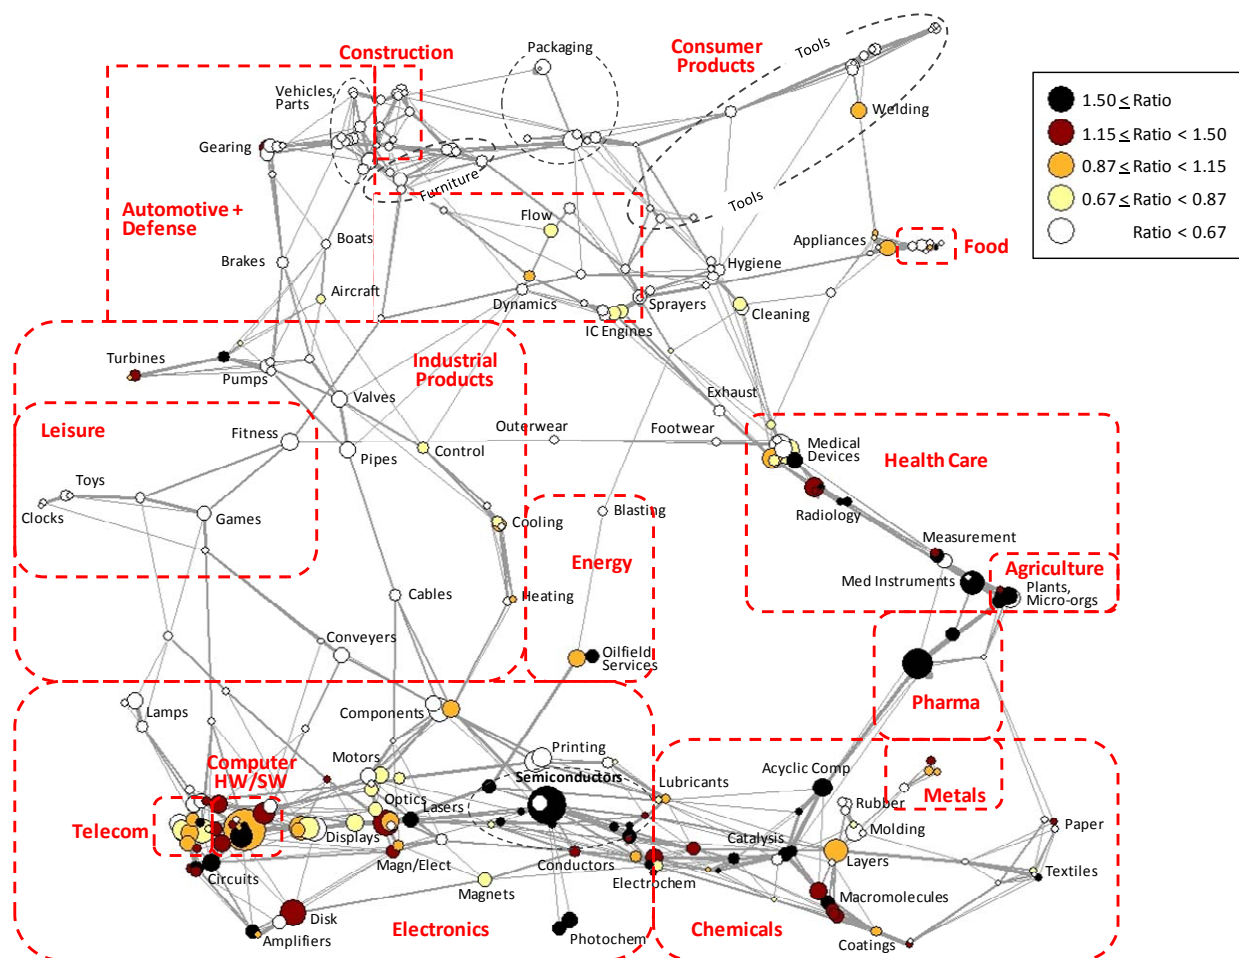 Construction
Packaging
Consumer
Products
Tools
Vehicles,
Parts
Welding
Gearing
Furniture
Tools
Automotive +
Defense
Flow
Boats
Appliances
Food
Brakes
Hygiene
Aircraft
Dynamics
Sprayers
IC Engines
Cleaning
1.50 ≤ Ratio
1.15 ≤ Ratio < 1.50
0.87 ≤ Ratio < 1.15
0.67 ≤ Ratio < 0.87
Ratio < 0.67
Turbines
Pumps
Industrial
Products
Valves
Exhaust
Leisure
Fitness
Outerwear
Footwear
Control
Pipes
Medical
Devices
Health Care
Toys
Clocks
Games
Cooling
Blasting
Radiology
Energy
Measurement
Med Instruments
Agriculture
Plants,
Micro-orgs
Cables
Heating
Conveyers
Oilfield
Services
Pharma
Lamps
Components
Computer
HW/SW
Motors
Printing
Semiconductors
Lubricants
Acyclic Comp
Metals
Telecom
Optics
Lasers
Displays
Rubber
Molding
Catalysis
Paper
Circuits
Magn/Elect
Conductors
Electrochem
Layers
Textiles
Magnets
Macromolecules
Disk
Amplifiers
Electronics
Photochem
Chemicals
Coatings